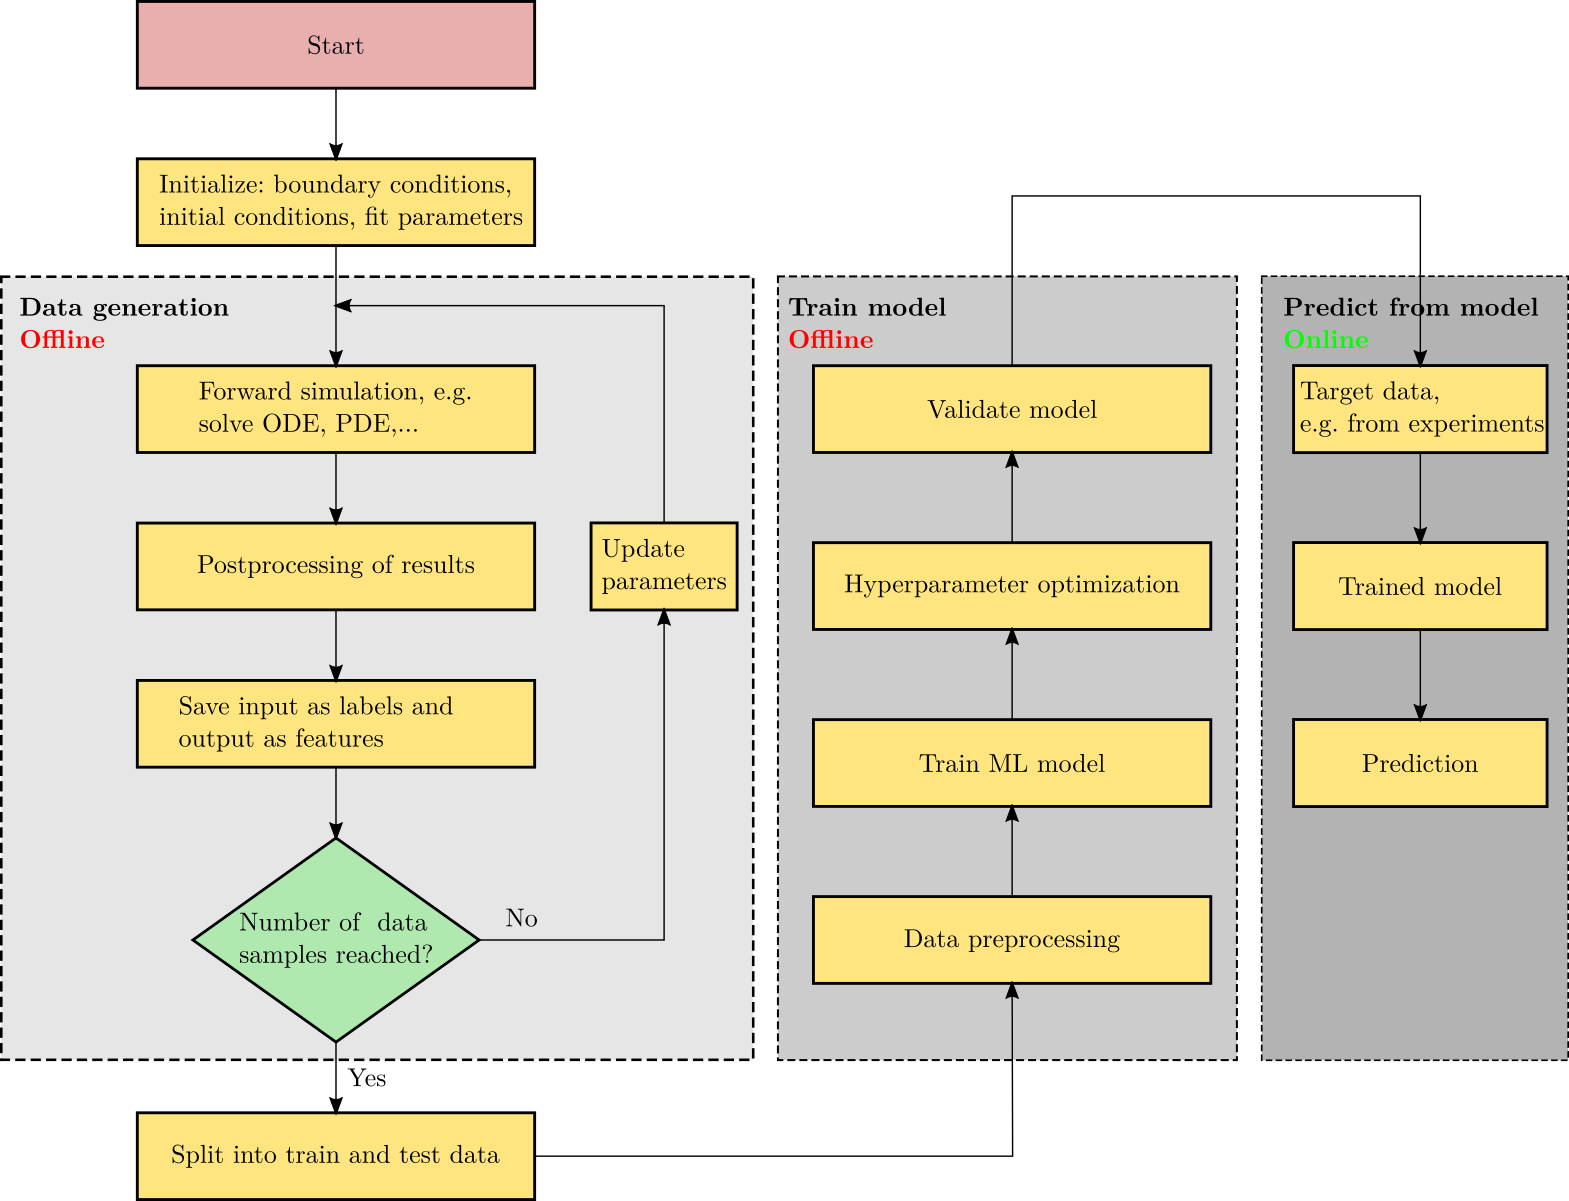 Start
Initialize: boundary conditions,
initial conditions, fit parameters
Data generation
Offline
Forward simulation, e.g.
solve ODE, PDE,...
Postprocessing of results
Update
parameters
Save input as labels and
output as features
Number of  data
samples reached?
No
Yes
Split into train and test data
Train model
Offline
Validate model
Hyperparameter optimization
Train ML model
Data preprocessing
Predict from model
Online
Target data,
e.g. from experiments
Trained model
Prediction